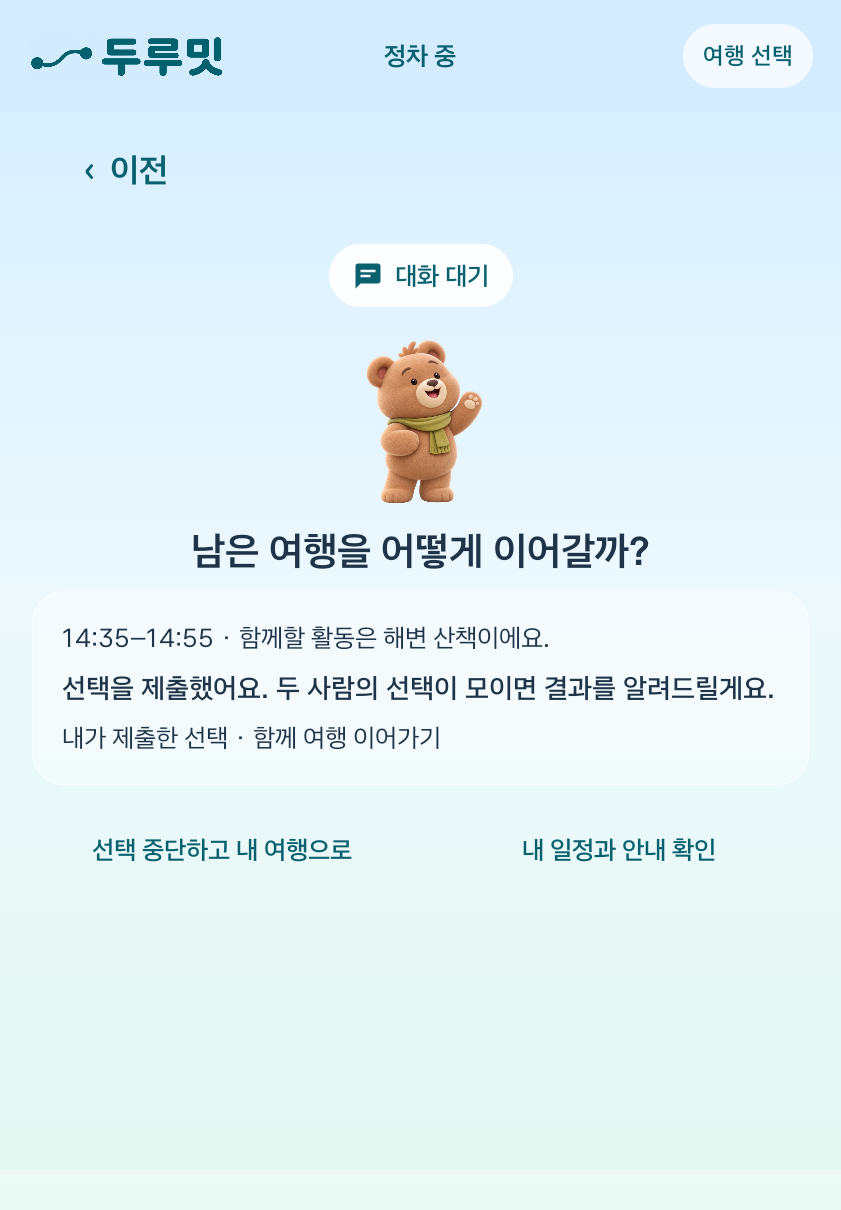 두루밋
정차 중
여행 선택
‹ 이전
대화 대기
남은 여행을 어떻게 이어갈까?
14:35–14:55 · 함께할 활동은 해변 산책이에요.
선택을 제출했어요. 두 사람의 선택이 모이면 결과를 알려드릴게요.
내가 제출한 선택 · 함께 여행 이어가기
선택 중단하고 내 여행으로
내 일정과 안내 확인